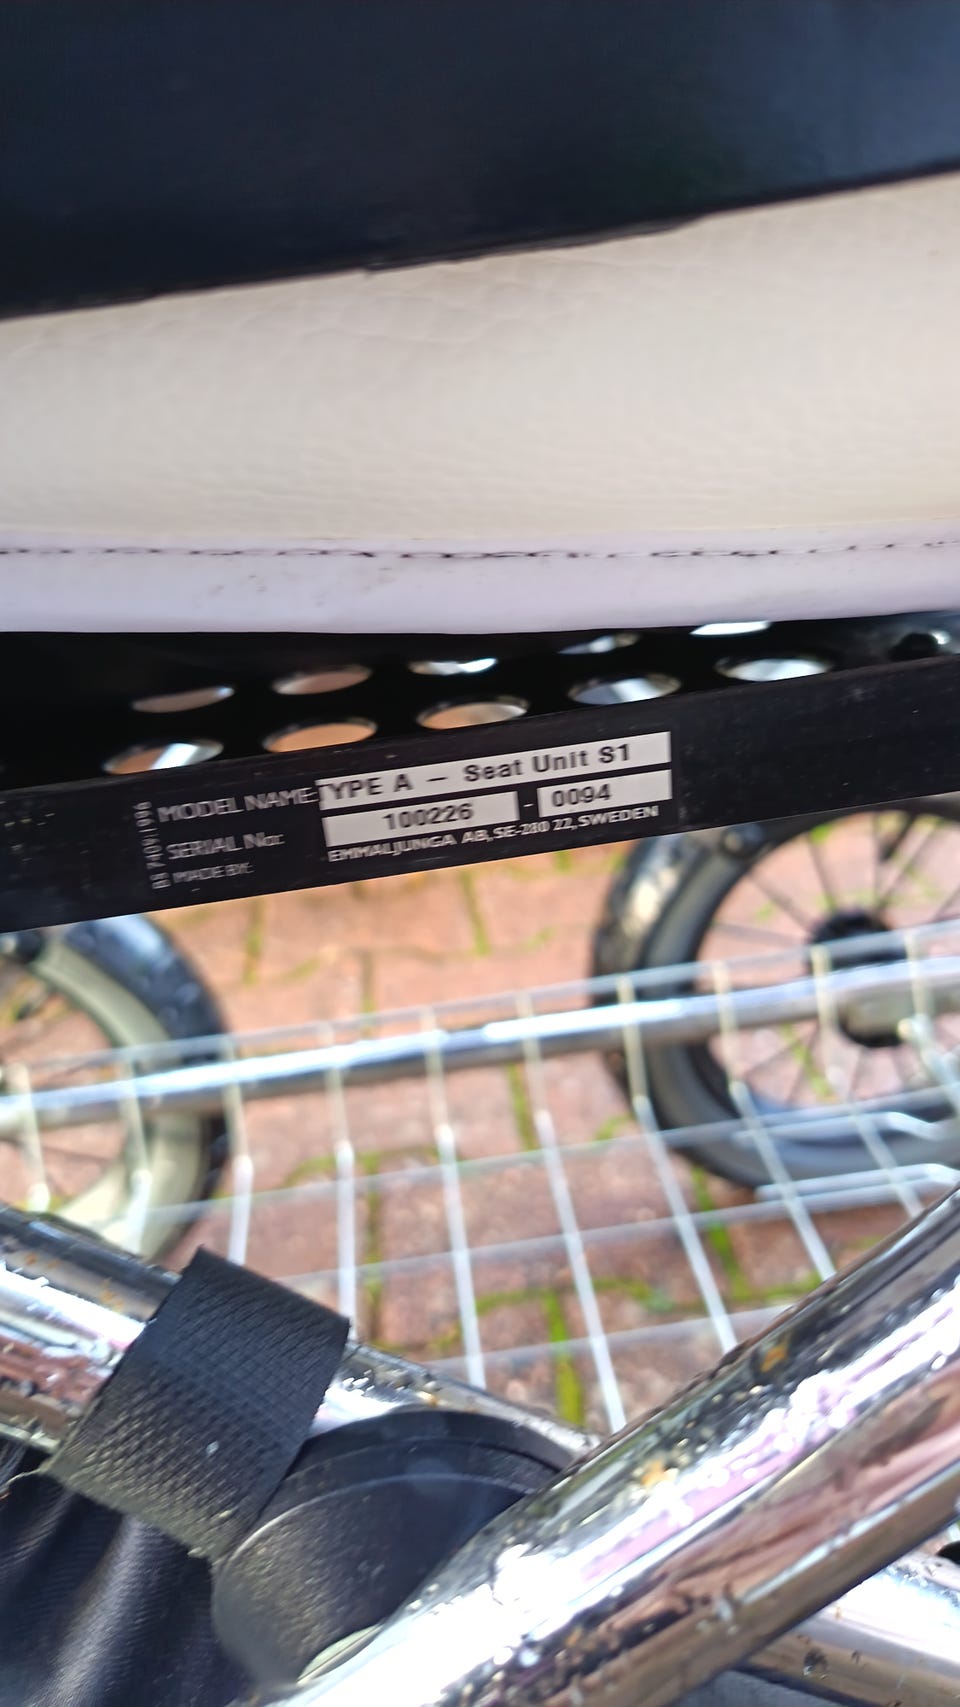 MODEL NAME: TYPE A – Seat Unit S1
SERIAL No: 100226 - 0094
MADE BY: EMMALJUNGA AB, SE-280 22, SWEDEN